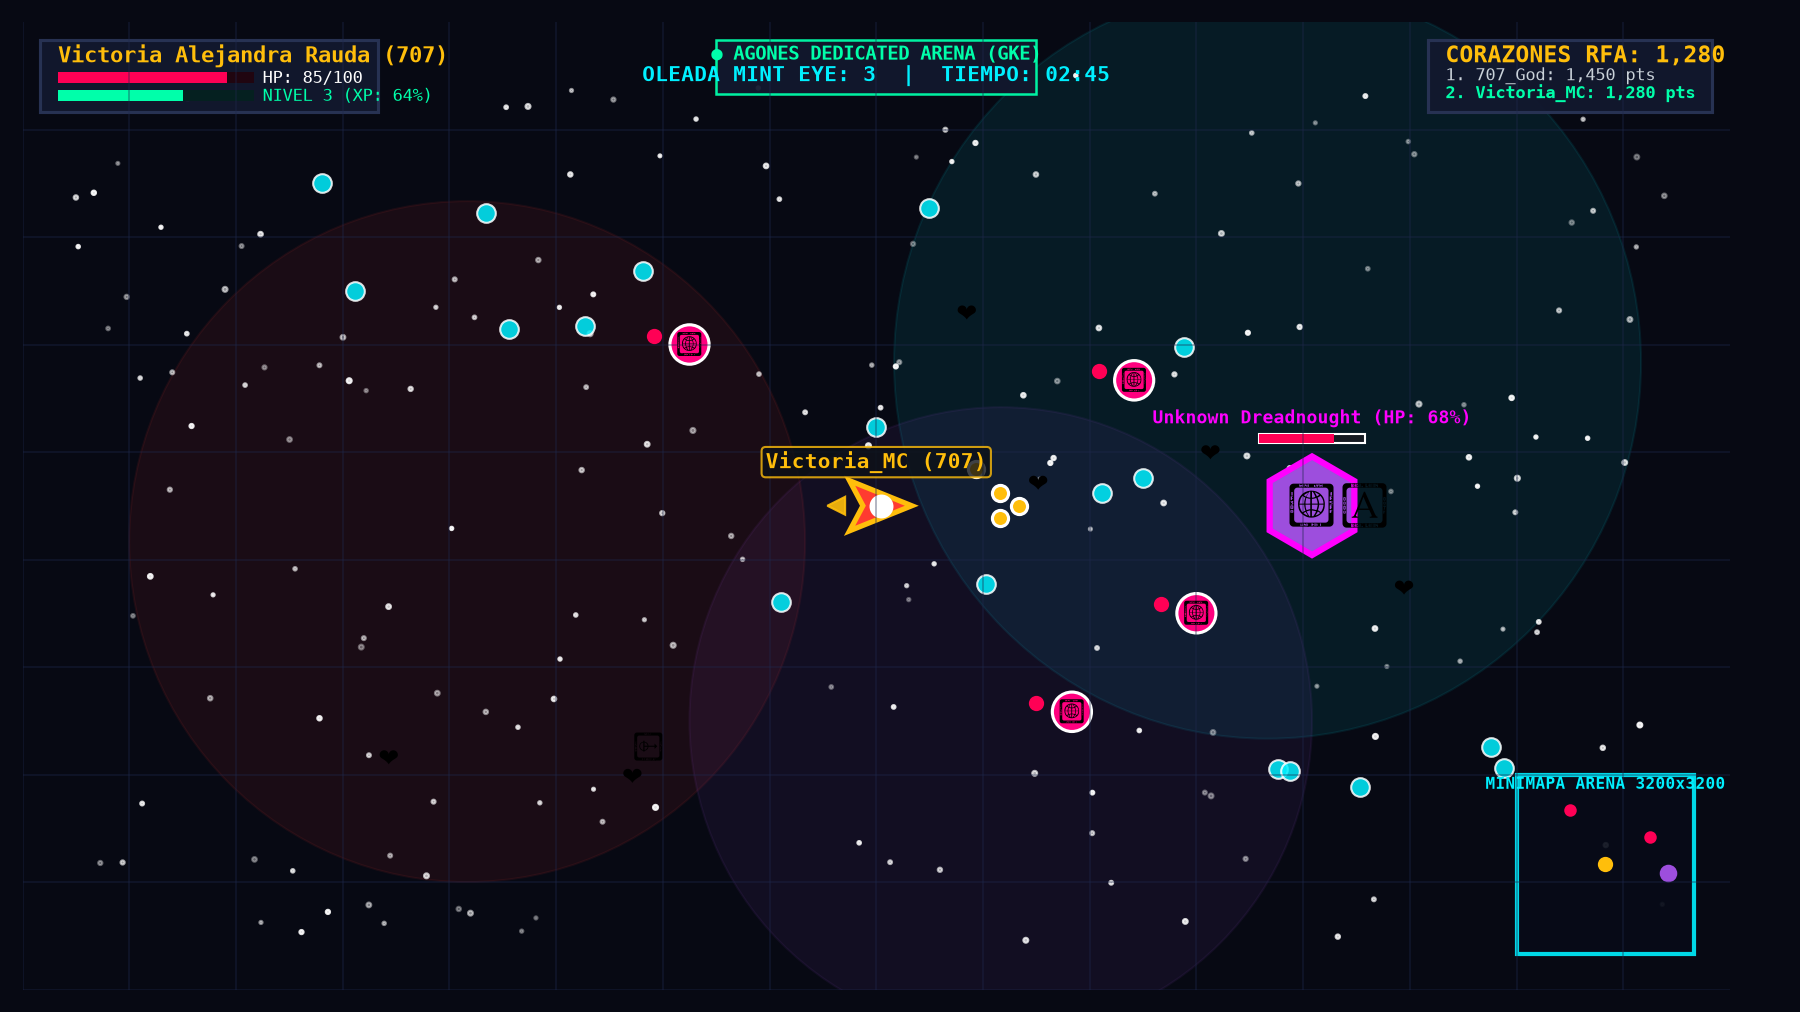 Victoria Alejandra Rauda (707)
HP: 85/100
NIVEL 3 (XP: 64%)
AGONES DEDICATED ARENA (GKE)
OLEADA MINT EYE: 3 | TIEMPO: 02:45
CORAZONES RFA: 1,280
1. 707_God: 1,450 pts
2. Victoria_MC: 1,280 pts
Unknown Dreadnought (HP: 68%)
Victoria_MC (707)
A
MINIMAPA ARENA 3200x3200